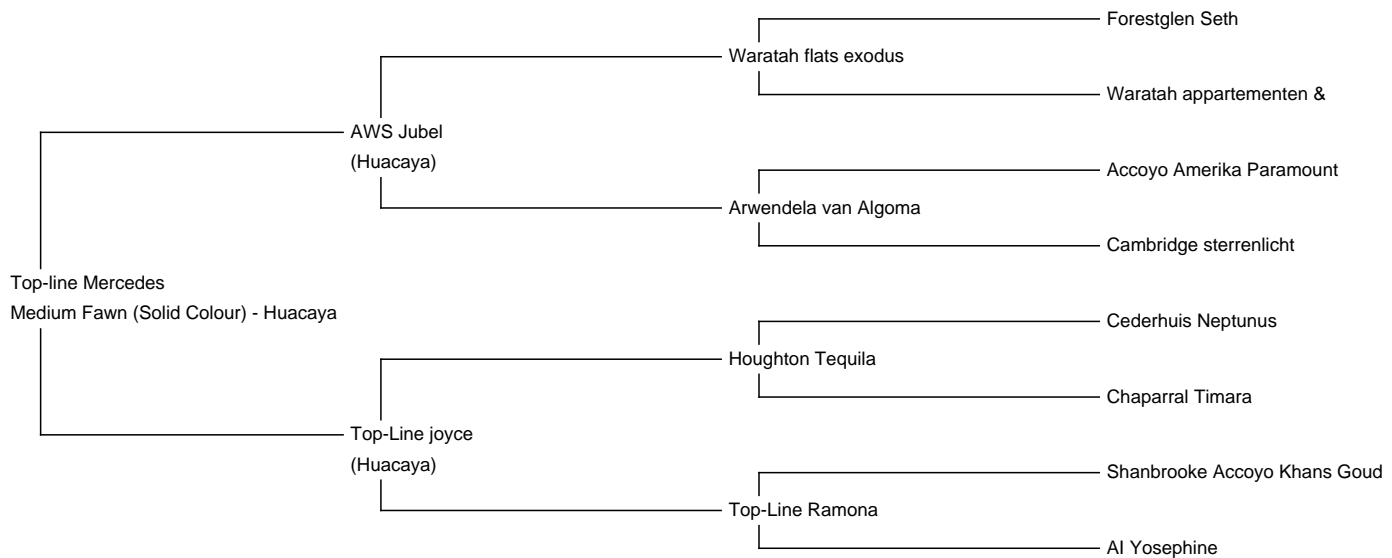 Forestglen Seth
Waratah flats exodus
Waratah appartementen &
AWS Jubel
(Huacaya)
Accoyo Amerika Paramount
Arwendela van Algoma
Cambridge sterrenlicht
Top-line Mercedes
Medium Fawn (Solid Colour) - Huacaya
Cederhuis Neptunus
Houghton Tequila
Chaparral Timara
Top-Line joyce
(Huacaya)
Shanbrooke Accoyo Khans Goud
Top-Line Ramona
AI Yosephine